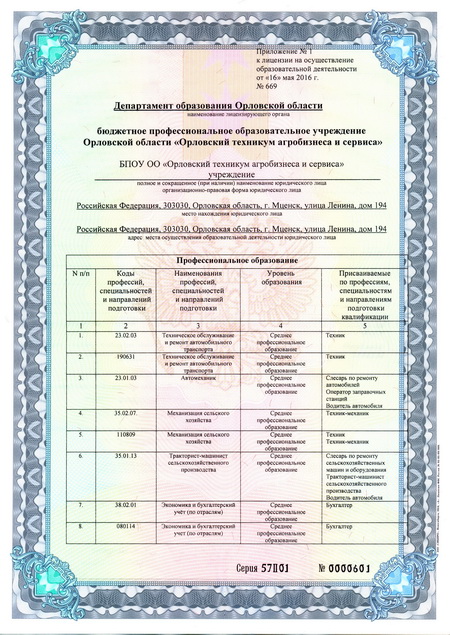 Приложение № 1
к лицензии на осуществление
образовательной деятельности
от «16» мая 2016 г.
№ 669
Департамент образования Орловской области
наименование лицензирующего органа
бюджетное профессиональное образовательное учреждение
Орловской области «Орловский техникум агробизнеса и сервиса»
БПОУ ОО «Орловский техникум агробизнеса и сервиса»
учреждение
полное и сокращенное (при наличии) наименование юридического лица
организационно-правовая форма юридического лица
Российская Федерация, 303030, Орловская область, г. Мценск, улица Ленина, дом 194
место нахождения юридического лица
Российская Федерация, 303030, Орловская область, г. Мценск, улица Ленина, дом 194
адрес места осуществления образовательной деятельности юридического лица
Профессиональное образование
N п/п
Коды
профессий,
специальностей
и направлений
подготовки
Наименования
профессий,
специальностей
и направлений
подготовки
Уровень
образования
Присваиваемые
по профессиям,
специальностям
и направлениям
подготовки
квалификации
1 2 3 4 5
1. 23.02.03
Техническое обслуживание
и ремонт автомобильного
транспорта
Среднее
профессиональное
образование
Техник
2. 190631
Техническое обслуживание
и ремонт автомобильного
транспорта
Среднее
профессиональное
образование
Техник
3. 23.01.03
Автомеханик
Среднее
профессиональное
образование
Слесарь по ремонту
автомобилей
Оператор заправочных
станций
Водитель автомобиля
4. 35.02.07.
Механизация сельского
хозяйства
Среднее
профессиональное
образование
Техник-механик
5. 110809
Механизация сельского
хозяйства
Среднее
профессиональное
образование
Техник
Техник-механик
6. 35.01.13
Тракторист-машинист
сельскохозяйственного
производства
Среднее
профессиональное
образование
Слесарь по ремонту
сельскохозяйственных
машин и оборудования
Тракторист-машинист
сельскохозяйственного
производства
Водитель автомобиля
7. 38.02.01
Экономика и бухгалтерский
учет (по отраслям)
Среднее
профессиональное
образование
Бухгалтер
8. 080114
Экономика и бухгалтерский
учет (по отраслям)
Среднее
профессиональное
образование
Бухгалтер
Серия 57П01 № 0000601